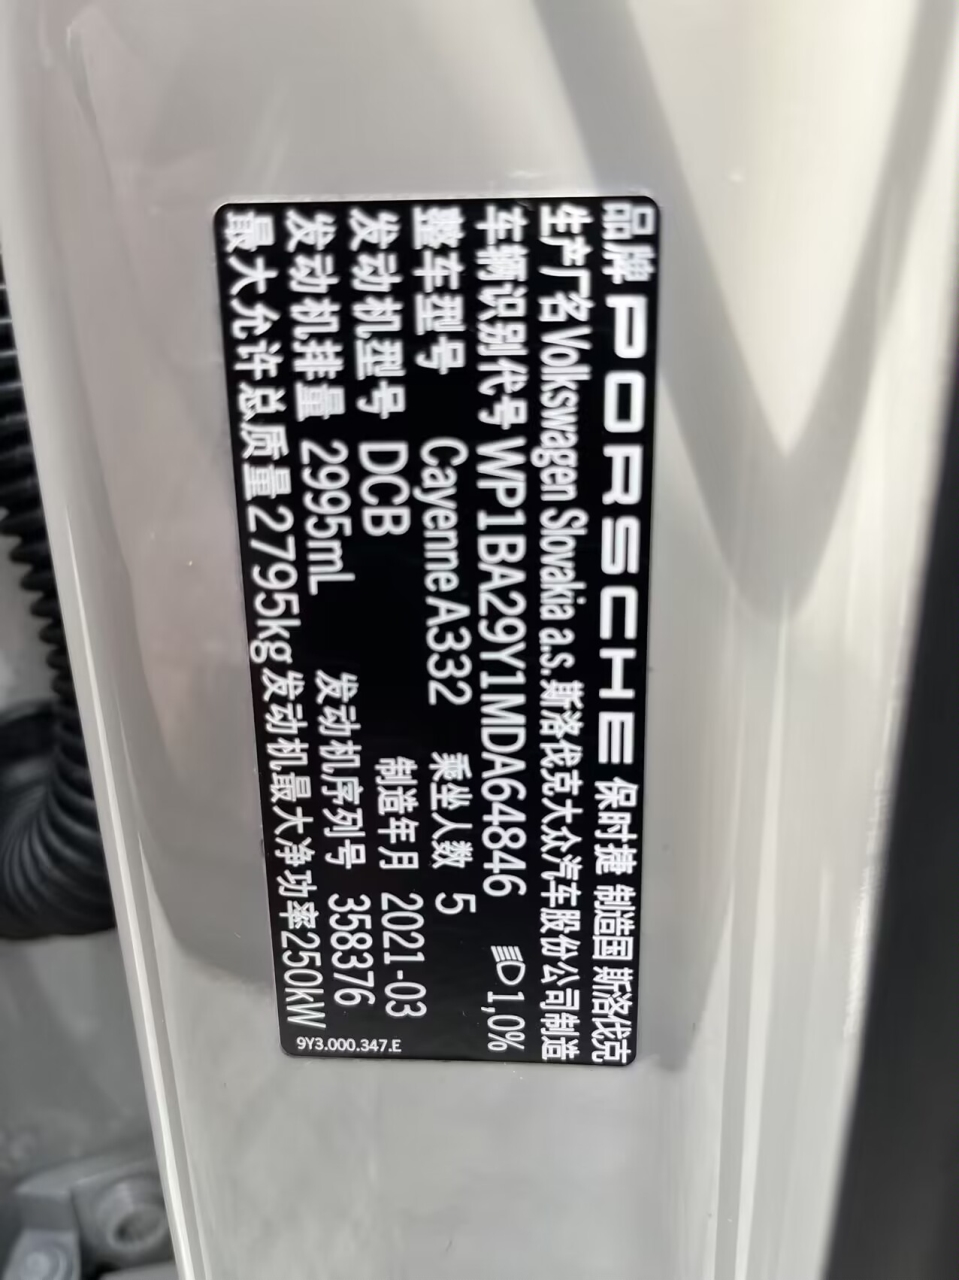 品牌 PORSCHE 保时捷 制造国 斯洛伐克
生产厂名 Volkswagen Slovakia a.s. 斯洛伐克大众汽车股份公司制造
车辆识别代号 WP1BA29Y1MDA64846 1,0%
整车型号 Cayenne A332 乘坐人数 5
发动机型号 DCB 制造年月 2021-03
发动机排量 2995mL 发动机序列号 358376
最大允许总质量 2795kg 发动机最大净功率 250kW
9Y3.000.347.E